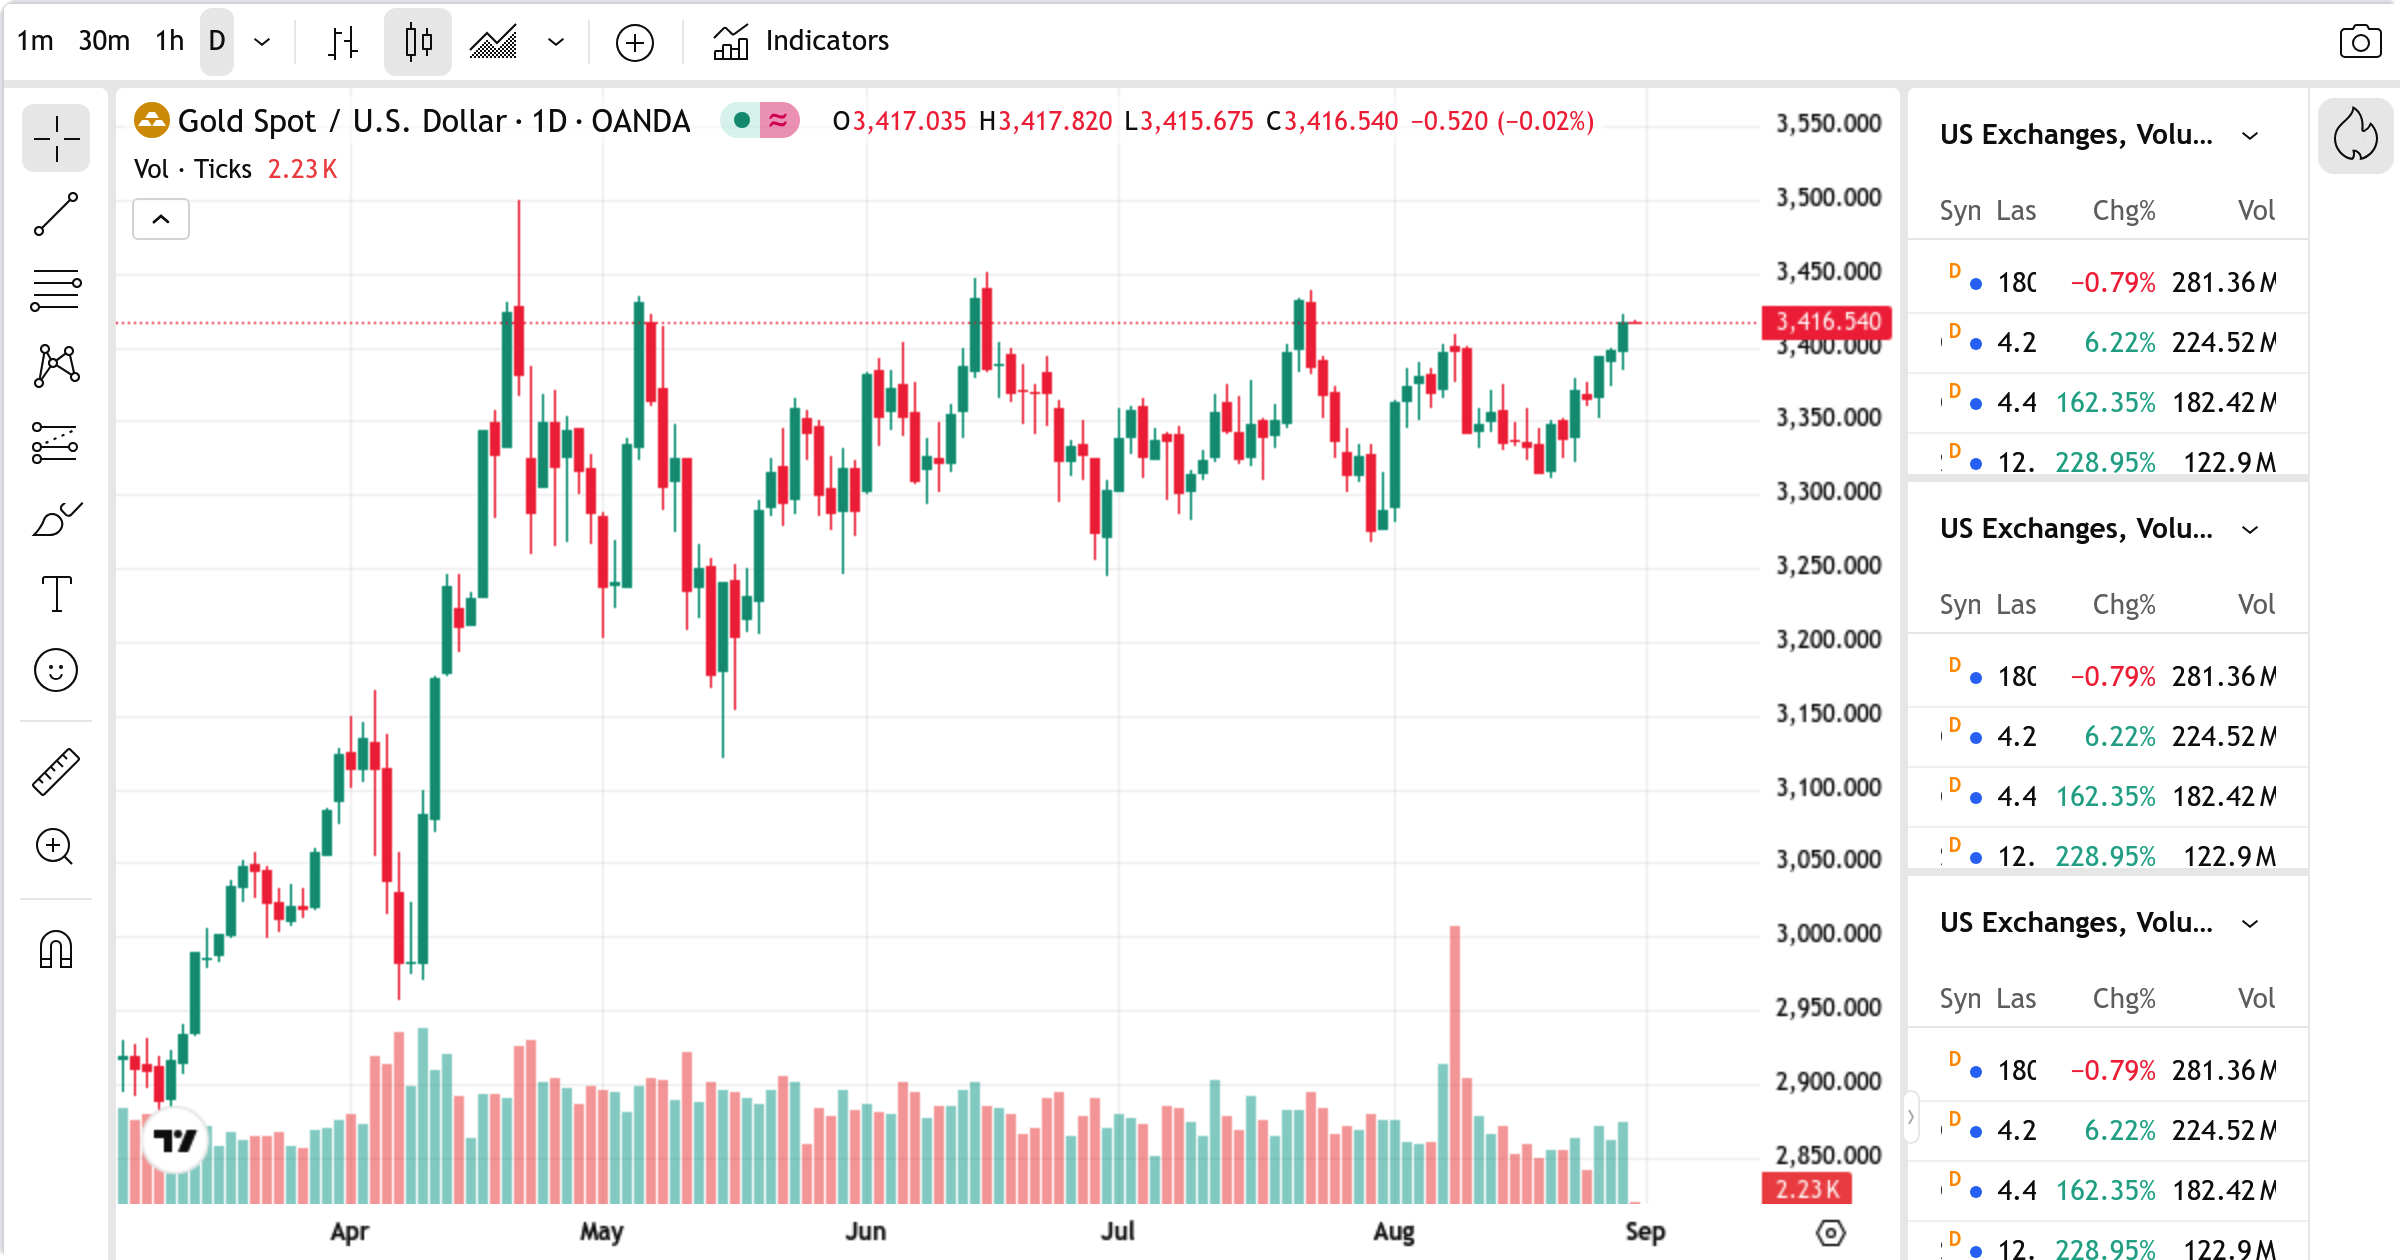 1m 30m 1h D Indicators
Gold Spot / U.S. Dollar · 1D · OANDA O3,417.035 H3,417.820 L3,415.675 C3,416.540 −0.520 (−0.02%)
Vol · Ticks 2.23 K
3,550.000
3,500.000
3,450.000
3,416.540
3,400.000
3,350.000
3,300.000
3,250.000
3,200.000
3,150.000
3,100.000
3,050.000
3,000.000
2,950.000
2,900.000
2,850.000
2.23 K
Apr May Jun Jul Aug Sep
US Exchanges, Volu...
Syn Las Chg% Vol
D 180 −0.79% 281.36 M
D 4.2 6.22% 224.52 M
D 4.4 162.35% 182.42 M
D 12. 228.95% 122.9 M
US Exchanges, Volu...
Syn Las Chg% Vol
D 180 −0.79% 281.36 M
D 4.2 6.22% 224.52 M
D 4.4 162.35% 182.42 M
D 12. 228.95% 122.9 M
US Exchanges, Volu...
Syn Las Chg% Vol
D 180 −0.79% 281.36 M
D 4.2 6.22% 224.52 M
D 4.4 162.35% 182.42 M
D 12. 228.95% 122.9 M